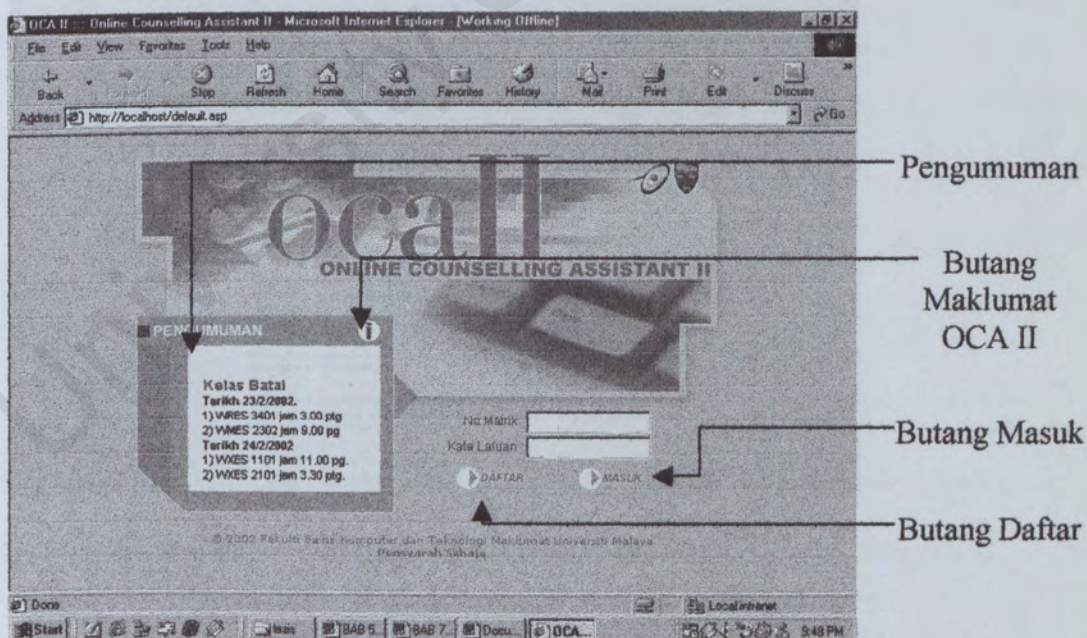 OCA II ::: Online Counselling Assistant II - Microsoft Internet Explorer - [Working Offline]
File Edit View Favorites Tools Help
Back Forward Stop Refresh Home Search Favorites History Mail Print Edit Discuss
Address http://localhost/default.asp Go
ocaII
ONLINE COUNSELLING ASSISTANT II
PENGUMUMAN i
Kelas Batal
Tarikh 23/2/2002.
1) WRES 3401 jam 3.00 ptg
2) WMES 2302 jam 9.00 pg
Tarikh 24/2/2002
1) WXES 1101 jam 11.00 pg.
2) WXES 2101 jam 3.30 ptg.
No Matrik
Kata Laluan
DAFTAR MASUK
© 2002 Fakulti Sains Komputer dan Teknologi Maklumat Universiti Malaya
Pensyarah Sahaja
Pengumuman
Butang
Maklumat
OCA II
Butang Masuk
Butang Daftar
Done Local intranet
Start BAB 5... BAB 7... Docu... OCA... 9:48 PM